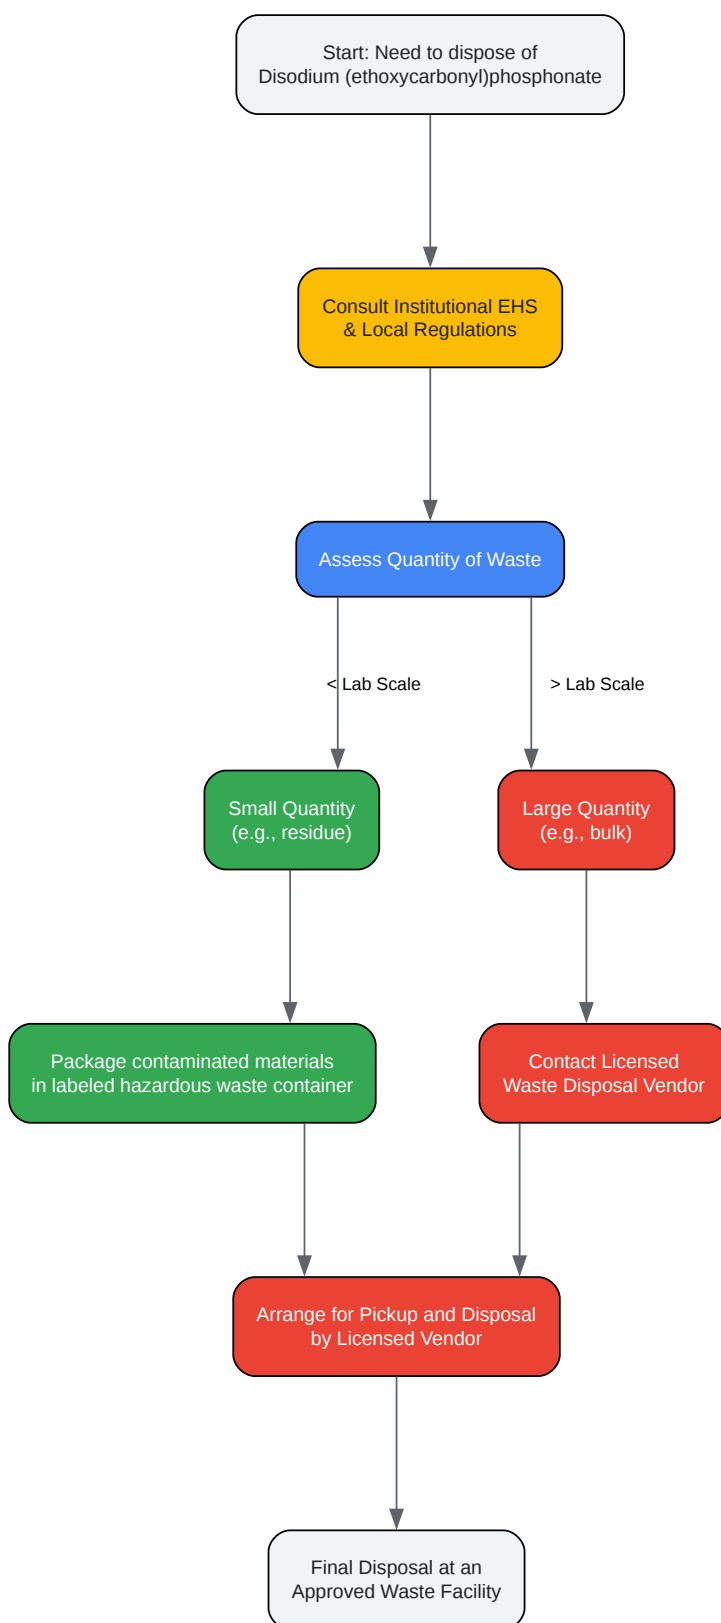 Start: Need to dispose of
Disodium (ethoxycarbonyl)phosphonate
Consult Institutional EHS
& Local Regulations
Assess Quantity of Waste
< Lab Scale
> Lab Scale
Small Quantity
(e.g., residue)
Large Quantity
(e.g., bulk)
Package contaminated materials
in labeled hazardous waste container
Contact Licensed
Waste Disposal Vendor
Arrange for Pickup and Disposal
by Licensed Vendor
Final Disposal at an
Approved Waste Facility